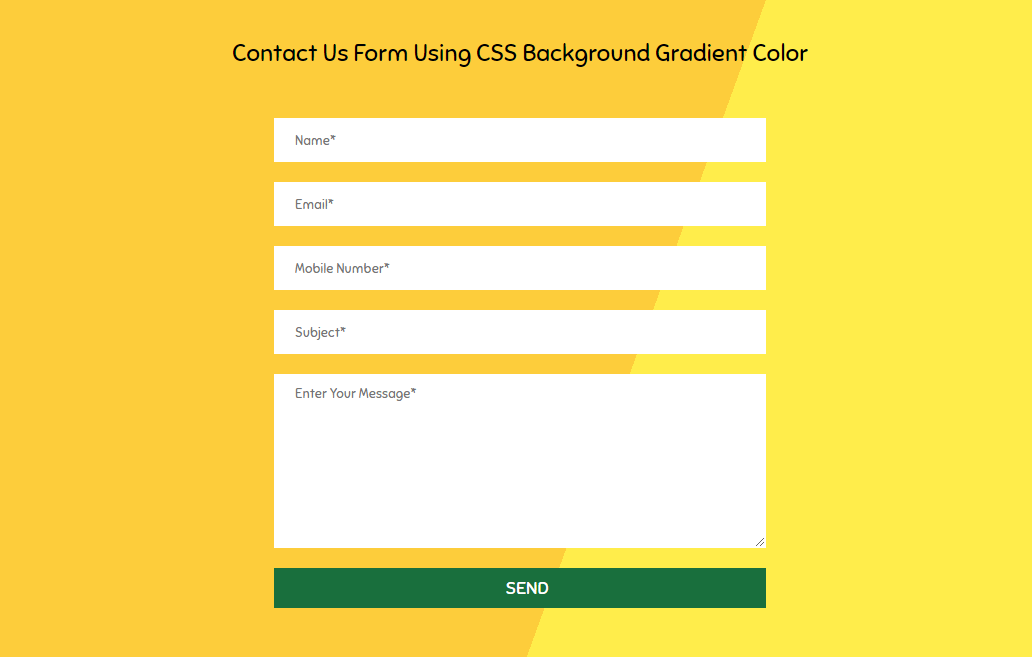 Contact Us Form Using CSS Background Gradient Color
Name*
Email*
Mobile Number*
Subject*
Enter Your Message*
SEND